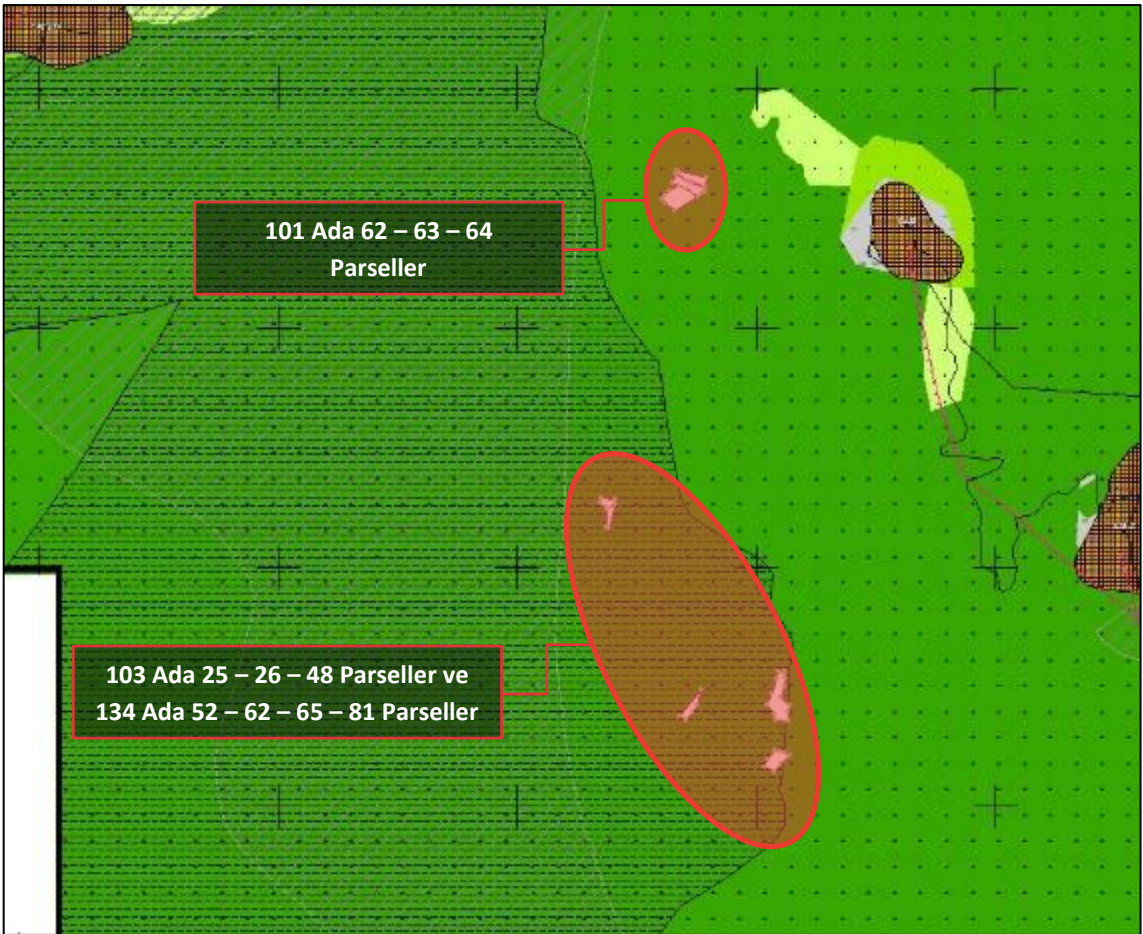 101 Ada 62 – 63 – 64
Parseller
103 Ada 25 – 26 – 48 Parseller ve
134 Ada 52 – 62 – 65 – 81 Parseller